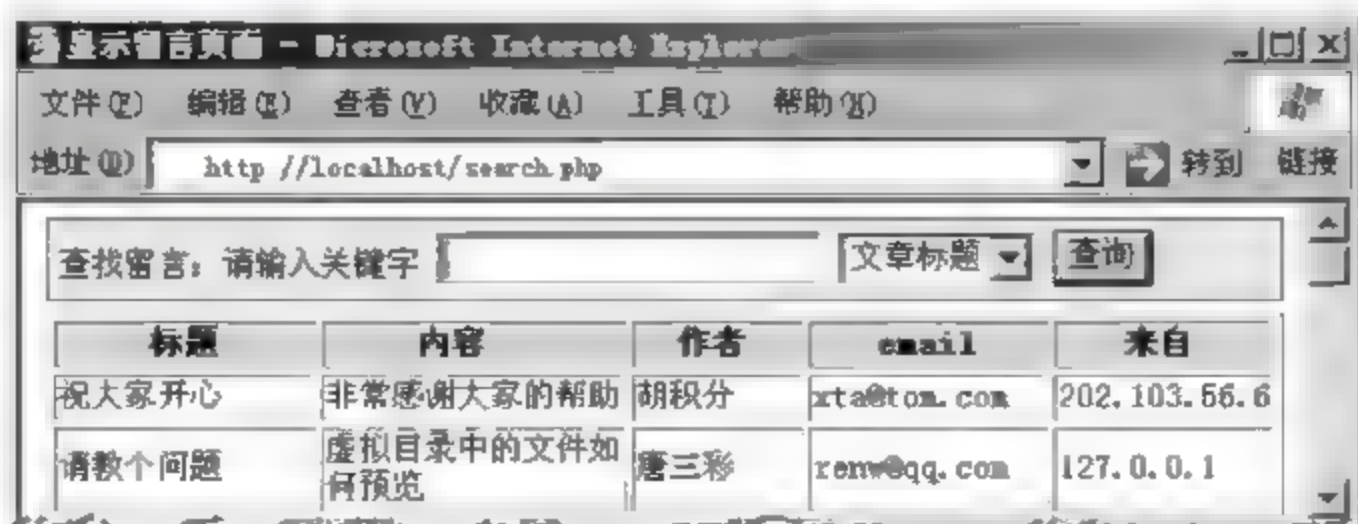 显示留言页面 - Microsoft Internet Explorer
文件(F) 编辑(E) 查看(V) 收藏(A) 工具(T) 帮助(H)
地址(D) http //localhost/search.php 转到 链接
查找留言：请输入关键字 文章标题 查询
标题 内容 作者 email 来自
祝大家开心 非常感谢大家的帮助 胡积分 xta@tom.com 202.103.56.6
请教个问题 虚拟目录中的文件如 唐三彩 renw@qq.com 127.0.0.1
何预览